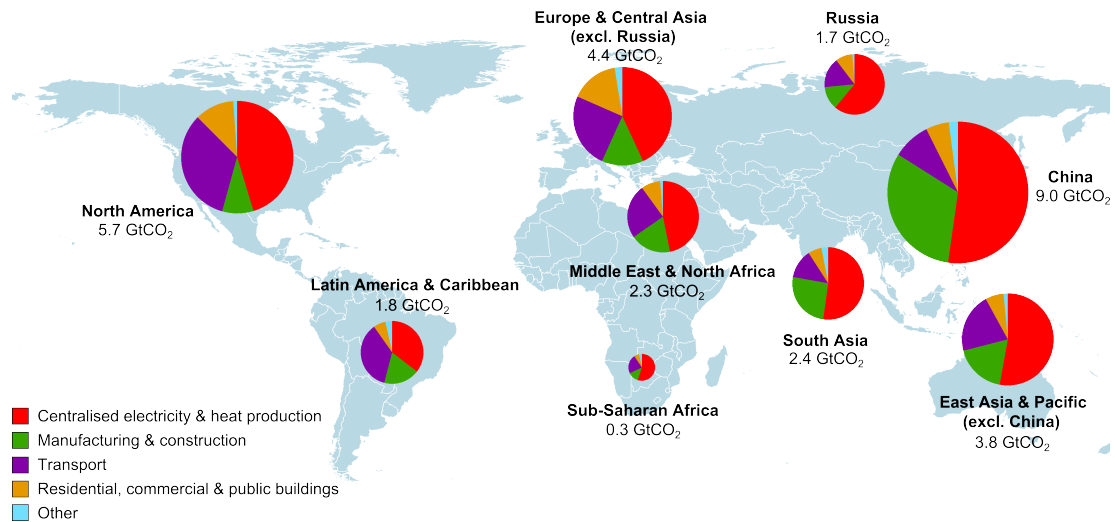 Europe & Central Asia
(excl. Russia)
4.4 GtCO₂
Russia
1.7 GtCO₂
China
9.0 GtCO₂
North America
5.7 GtCO₂
Middle East & North Africa
2.3 GtCO₂
Latin America & Caribbean
1.8 GtCO₂
South Asia
2.4 GtCO₂
Sub-Saharan Africa
0.3 GtCO₂
East Asia & Pacific
(excl. China)
3.8 GtCO₂
Centralised electricity & heat production
Manufacturing & construction
Transport
Residential, commercial & public buildings
Other